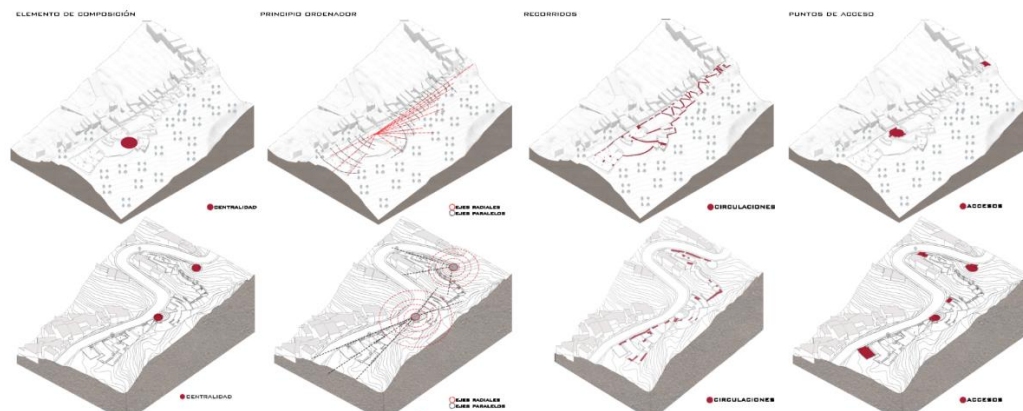 ELEMENTO DE COMPOSICIÓN
PRINCIPIO ORDENADOR
RECORRIDOS
PUNTOS DE ACCESO
CENTRALIDAD
EJES RADIALES
EJES PARALELOS
CIRCULACIONES
ACCESOS
CENTRALIDAD
EJES RADIALES
EJES PARALELOS
CIRCULACIONES
ACCESOS